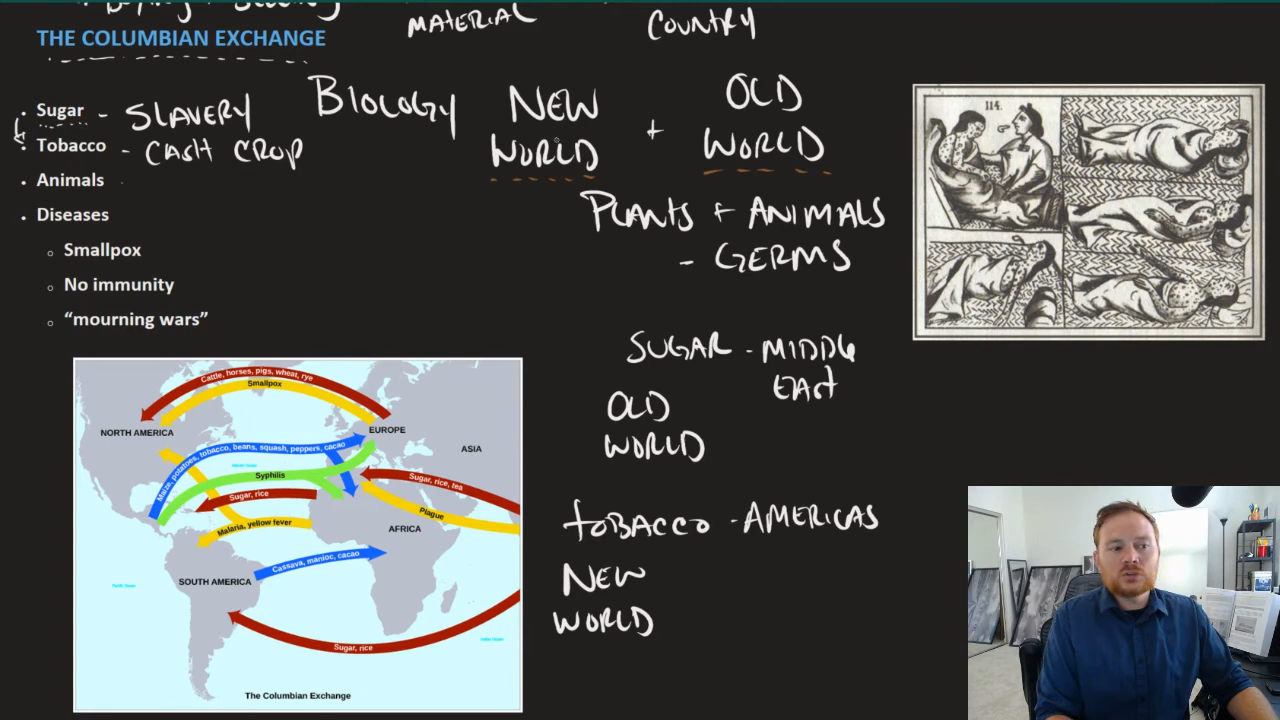 MATERIAL
COUNTRY
THE COLUMBIAN EXCHANGE
• Sugar - SLAVERY
• Tobacco - CASH CROP
• Animals
• Diseases
○ Smallpox
○ No immunity
○ “mourning wars”
BIOLOGY NEW WORLD + OLD WORLD
PLANTS + ANIMALS
- GERMS
SUGAR - MIDDLE
EAST
OLD
WORLD
TOBACCO - AMERICAS
NEW
WORLD
114.
Cattle, horses, pigs, wheat, rye
Smallpox
NORTH AMERICA
EUROPE
ASIA
Maize, potatoes, tobacco, beans, squash, peppers, cacao
Syphilis
Sugar, rice
Sugar, rice, tea
Plague
Malaria, yellow fever
AFRICA
Cassava, manioc, cacao
SOUTH AMERICA
Sugar, rice
The Columbian Exchange